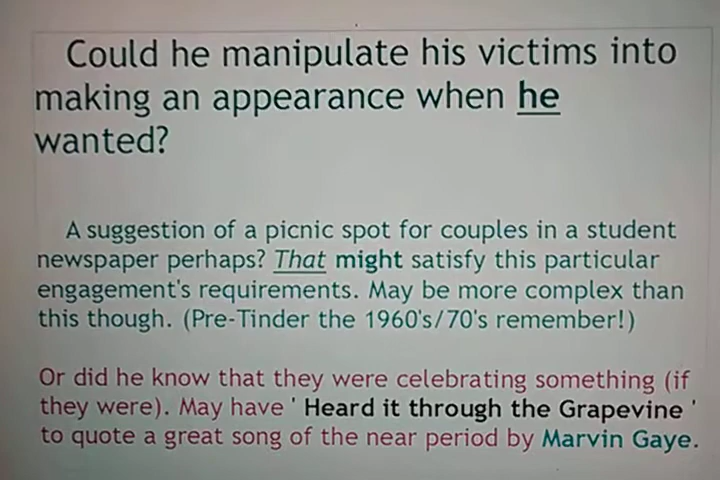 Could he manipulate his victims into
making an appearance when he
wanted?
A suggestion of a picnic spot for couples in a student
newspaper perhaps? That might satisfy this particular
engagement's requirements. May be more complex than
this though. (Pre-Tinder the 1960's/70's remember!)
Or did he know that they were celebrating something (if
they were). May have ' Heard it through the Grapevine '
to quote a great song of the near period by Marvin Gaye.